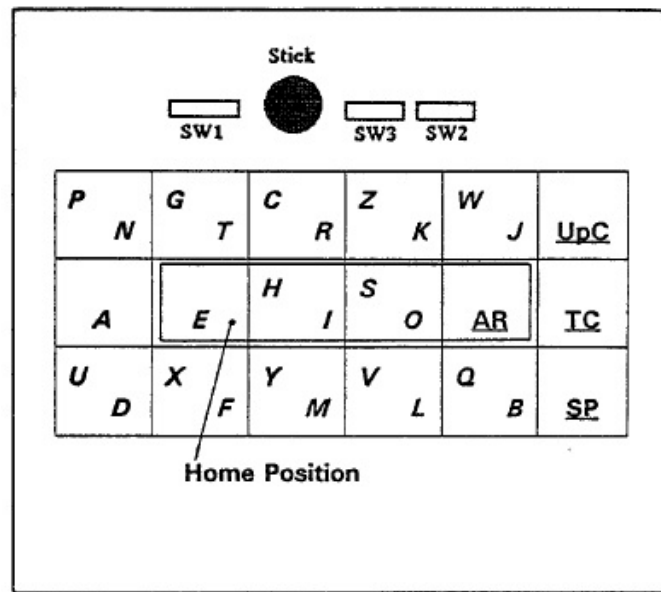 Stick
SW1 SW3 SW2
P G C Z W
N T R K J UpC
H S
A E I O AR TC
U X Y V Q
D F M L B SP
Home Position